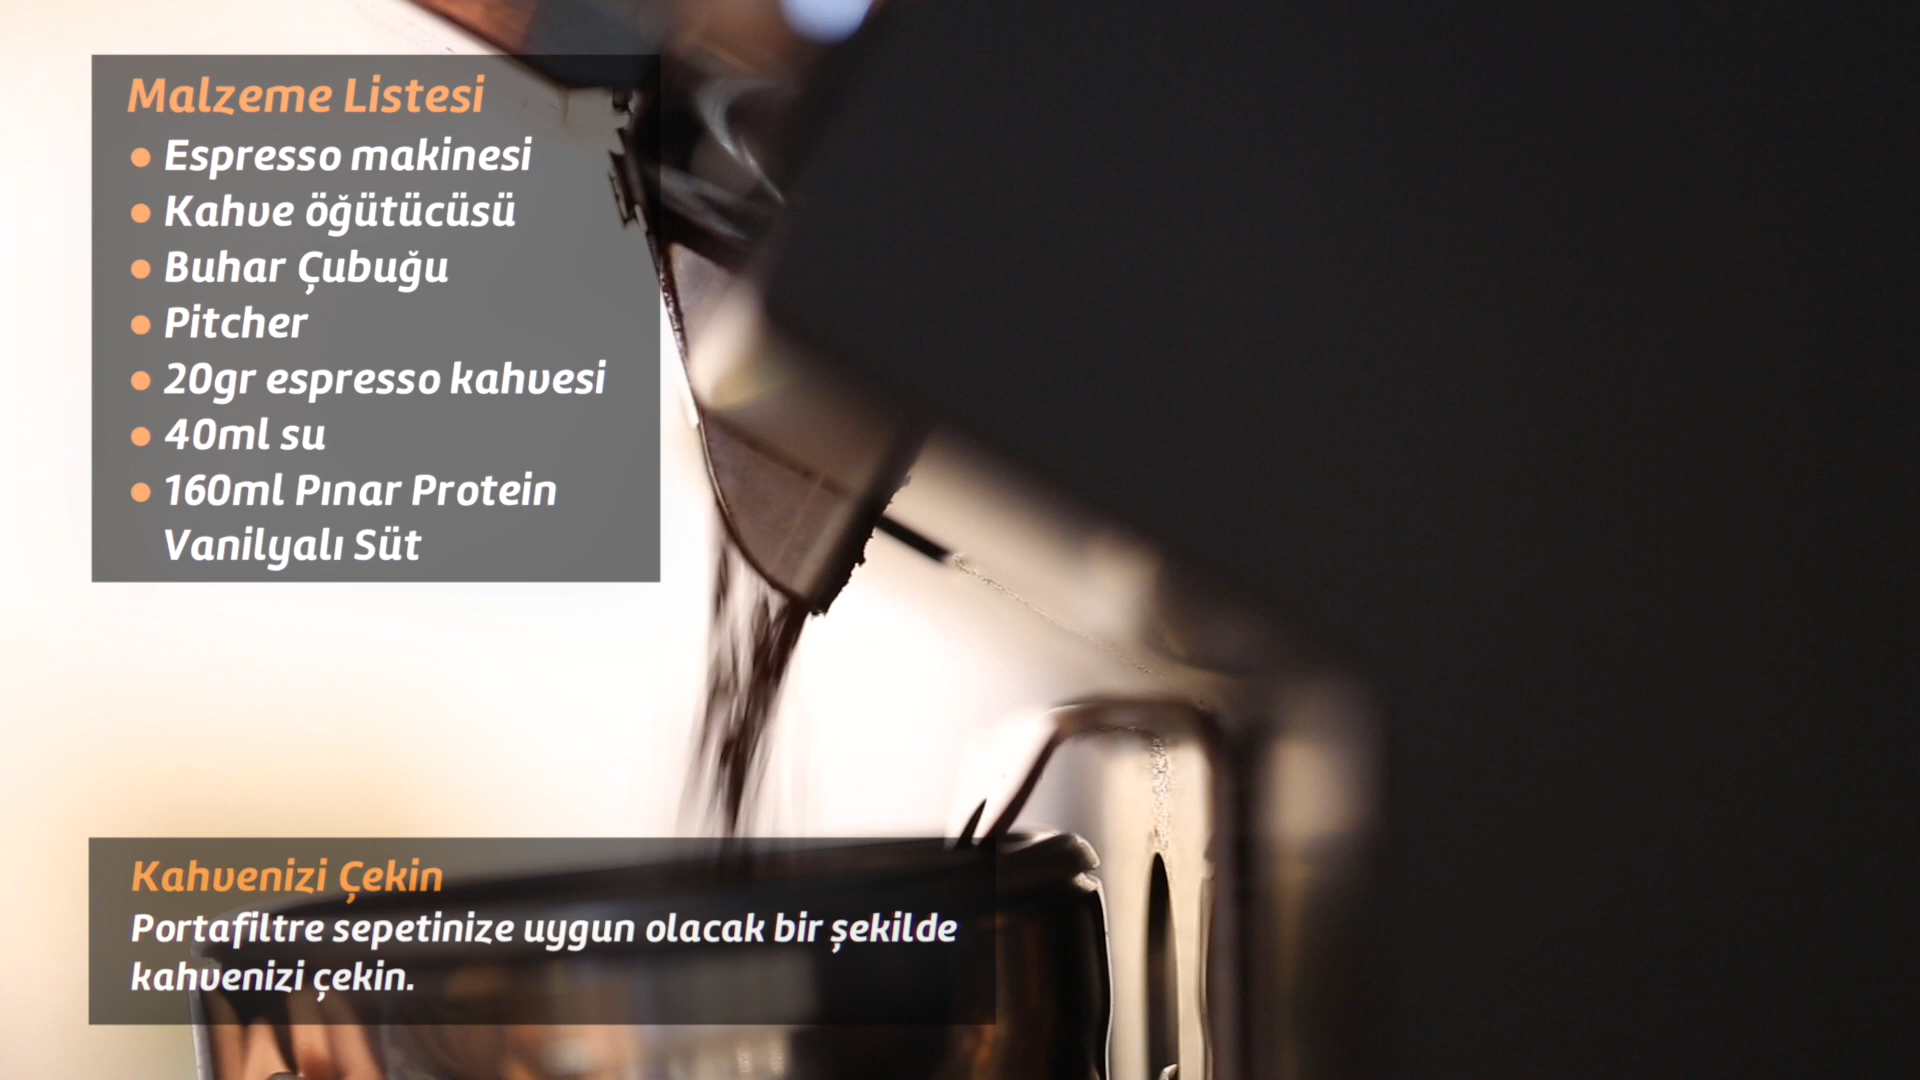 Malzeme Listesi
Espresso makinesi
Kahve öğütücüsü
Buhar Çubuğu
Pitcher
20gr espresso kahvesi
40ml su
160ml Pınar Protein
Vanilyalı Süt
Kahvenizi Çekin
Portafiltre sepetinize uygun olacak bir şekilde
kahvenizi çekin.